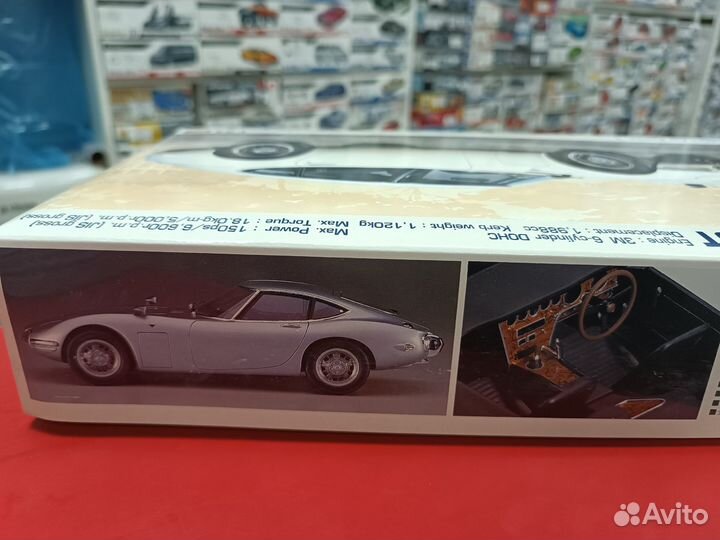 Engine : 3M 6-cylinder DOHC
Displacement : 1.988cc Kerb weight : 1.120kg
Max. Power : 150ps/6.600r.p.m. (JIS gross)
Max. Torque : 18.0kg-m/5.000r.p.m. (JIS gross)
Avito